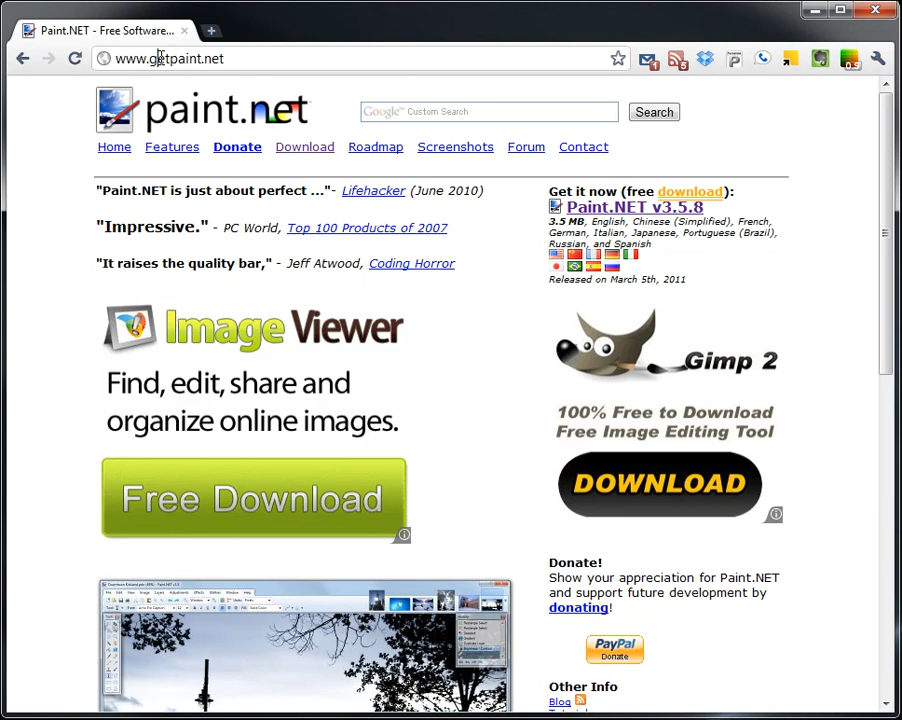 Paint.NET - Free Software...
www.getpaint.net
1
5
0.9
paint.net
Google™ Custom Search
Search
Home Features Donate Download Roadmap Screenshots Forum Contact
"Paint.NET is just about perfect ..."- Lifehacker (June 2010)
"Impressive." - PC World, Top 100 Products of 2007
"It raises the quality bar," - Jeff Atwood, Coding Horror
Get it now (free download):
Paint.NET v3.5.8
3.5 MB, English, Chinese (Simplified), French,
German, Italian, Japanese, Portuguese (Brazil),
Russian, and Spanish
Released on March 5th, 2011
Image Viewer
Find, edit, share and
organize online images.
Free Download
Gimp 2
100% Free to Download
Free Image Editing Tool
DOWNLOAD
Donate!
Show your appreciation for Paint.NET
and support future development by
donating!
PayPal
Donate
Other Info
Blog